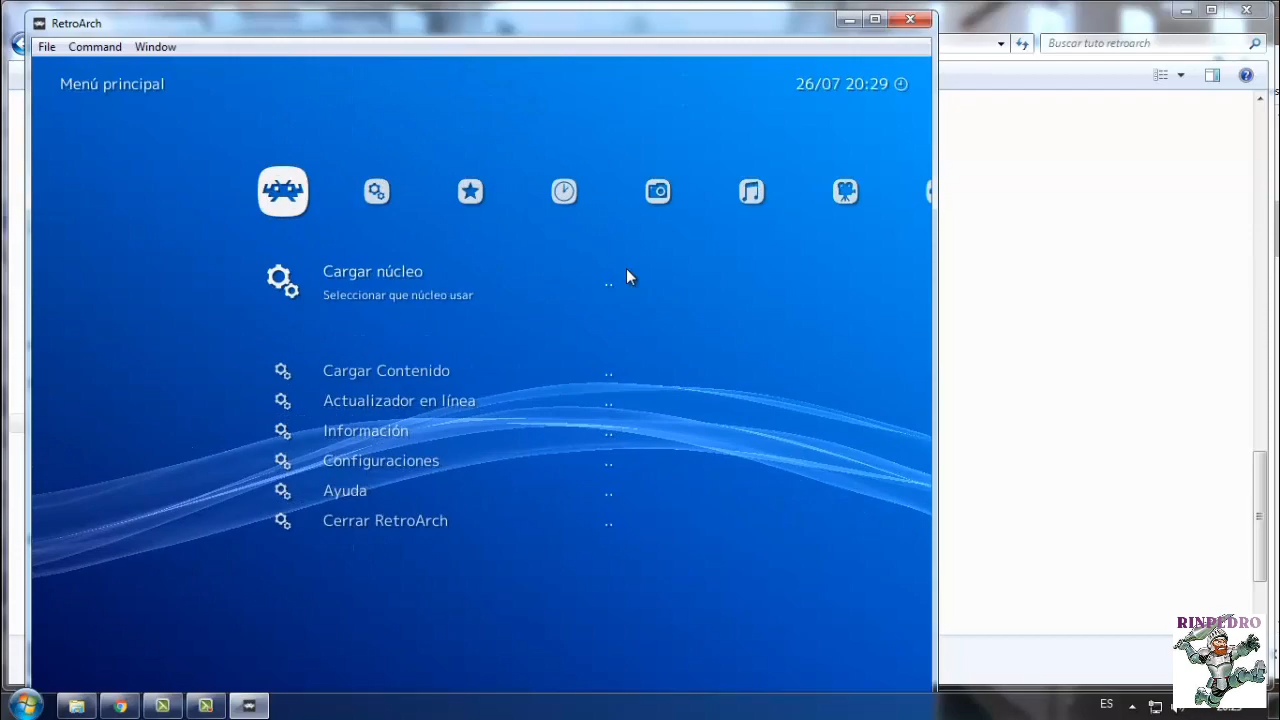 RetroArch
File Command Window
Buscar tuto retroarch
Menú principal
26/07 20:29
Cargar núcleo
..
Seleccionar que núcleo usar
Cargar Contenido ..
Actualizador en línea ..
Información ..
Configuraciones ..
Ayuda ..
Cerrar RetroArch ..
RINPEDRO
ES